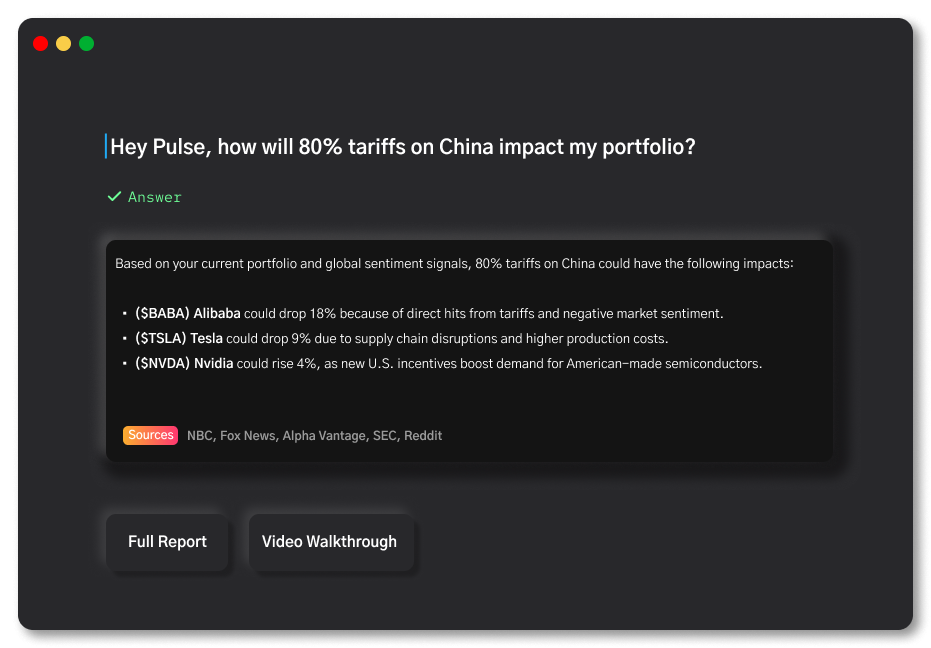 Hey Pulse, how will 80% tariffs on China impact my portfolio?
Answer
Based on your current portfolio and global sentiment signals, 80% tariffs on China could have the following impacts:
• ($BABA) Alibaba could drop 18% because of direct hits from tariffs and negative market sentiment.
• ($TSLA) Tesla could drop 9% due to supply chain disruptions and higher production costs.
• ($NVDA) Nvidia could rise 4%, as new U.S. incentives boost demand for American-made semiconductors.
Sources NBC, Fox News, Alpha Vantage, SEC, Reddit
Full Report Video Walkthrough